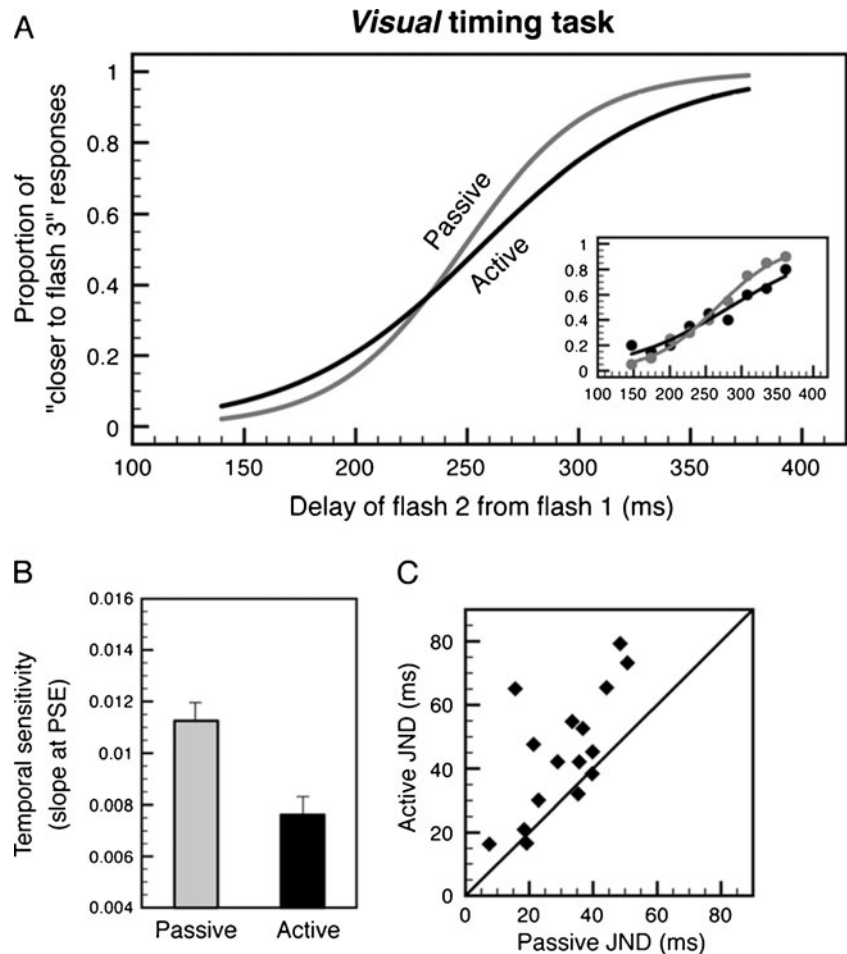 A
Visual timing task
Proportion of
"closer to flash 3" responses
1
0.8
0.6
0.4
0.2
0
Passive
Active
1
0.8
0.6
0.4
0.2
0
100 150 200 250 300 350 400
100 150 200 250 300 350 400
Delay of flash 2 from flash 1 (ms)
B
Temporal sensitivity
(slope at PSE)
0.016
0.014
0.012
0.01
0.008
0.006
0.004
Passive Active
C
Active JND (ms)
80
60
40
20
0
0 20 40 60 80
Passive JND (ms)